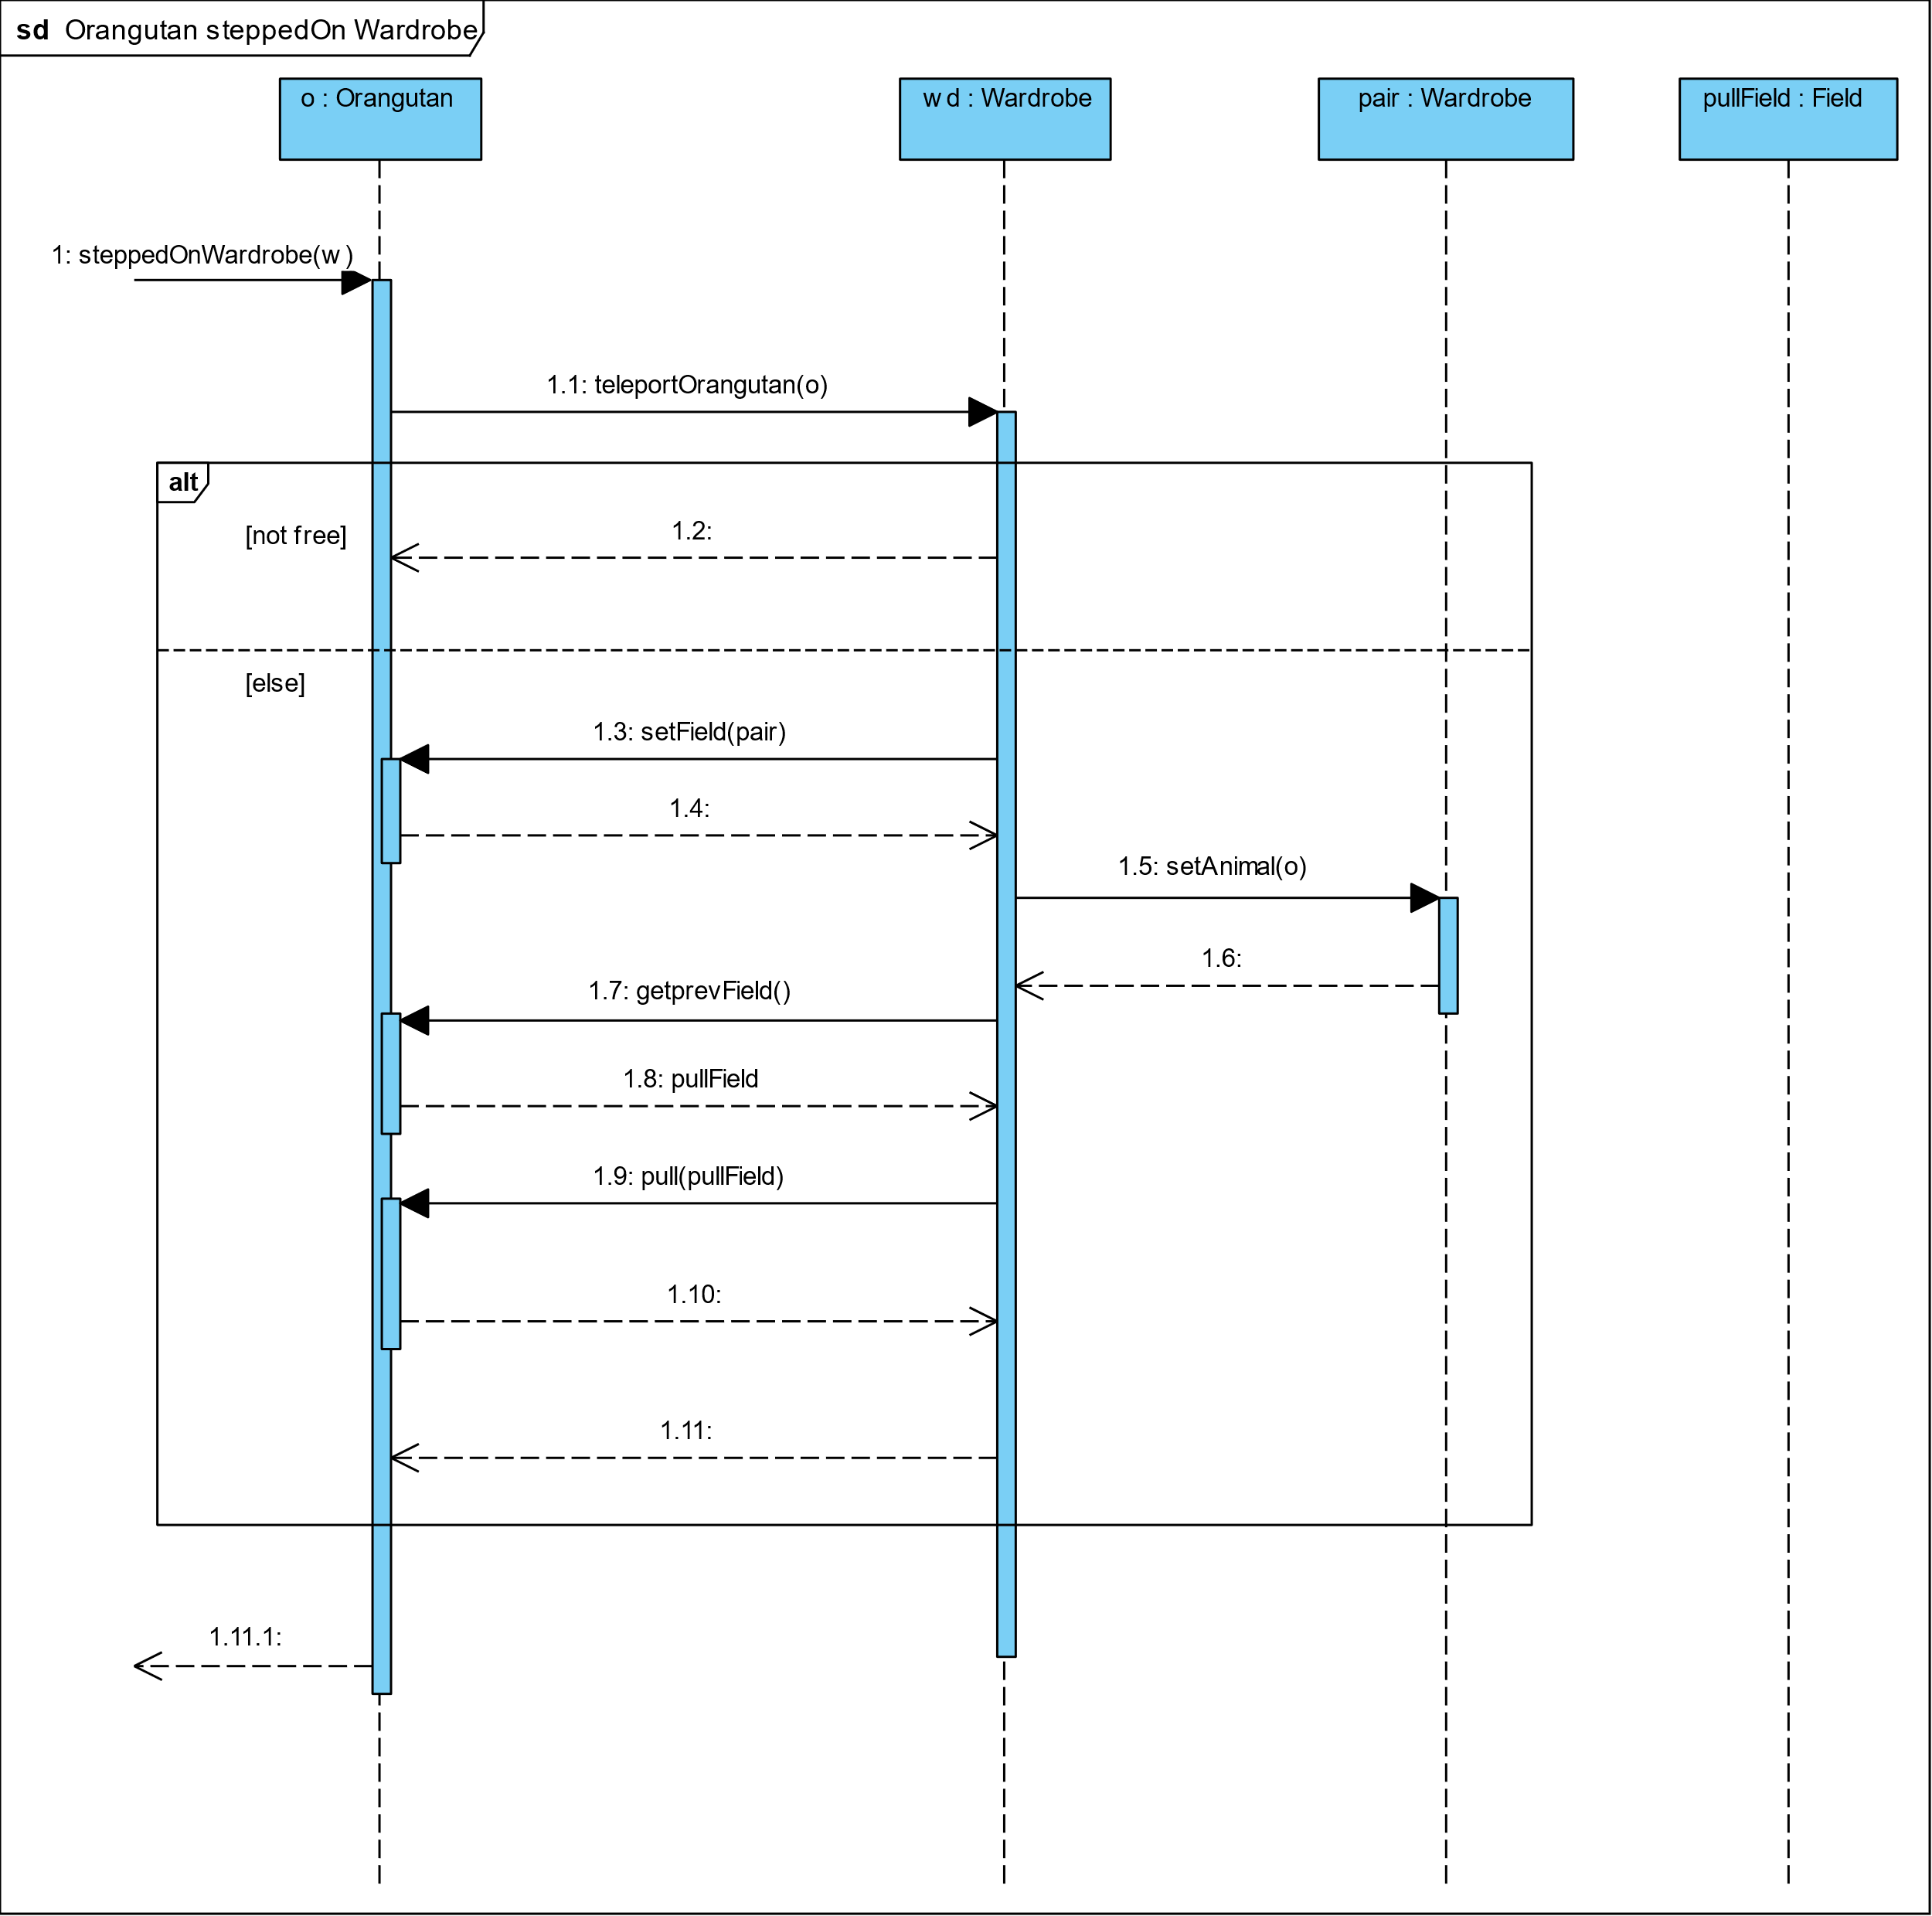 sd Orangutan steppedOn Wardrobe
o : Orangutan
wd : Wardrobe
pair : Wardrobe
pullField : Field
1: steppedOnWardrobe(w)
1.1: teleportOrangutan(o)
alt
[not free]
1.2:
[else]
1.3: setField(pair)
1.4:
1.5: setAnimal(o)
1.6:
1.7: getprevField()
1.8: pullField
1.9: pull(pullField)
1.10:
1.11:
1.11.1: